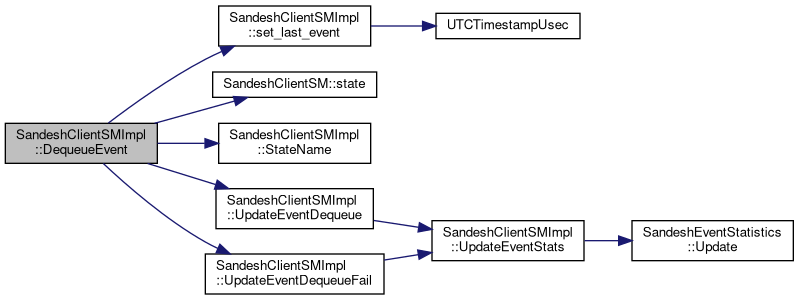 SandeshClientSMImpl
::DequeueEvent
SandeshClientSMImpl
::set_last_event
UTCTimestampUsec
SandeshClientSM::state
SandeshClientSMImpl
::StateName
SandeshClientSMImpl
::UpdateEventDequeue
SandeshClientSMImpl
::UpdateEventDequeueFail
SandeshClientSMImpl
::UpdateEventStats
SandeshEventStatistics
::Update